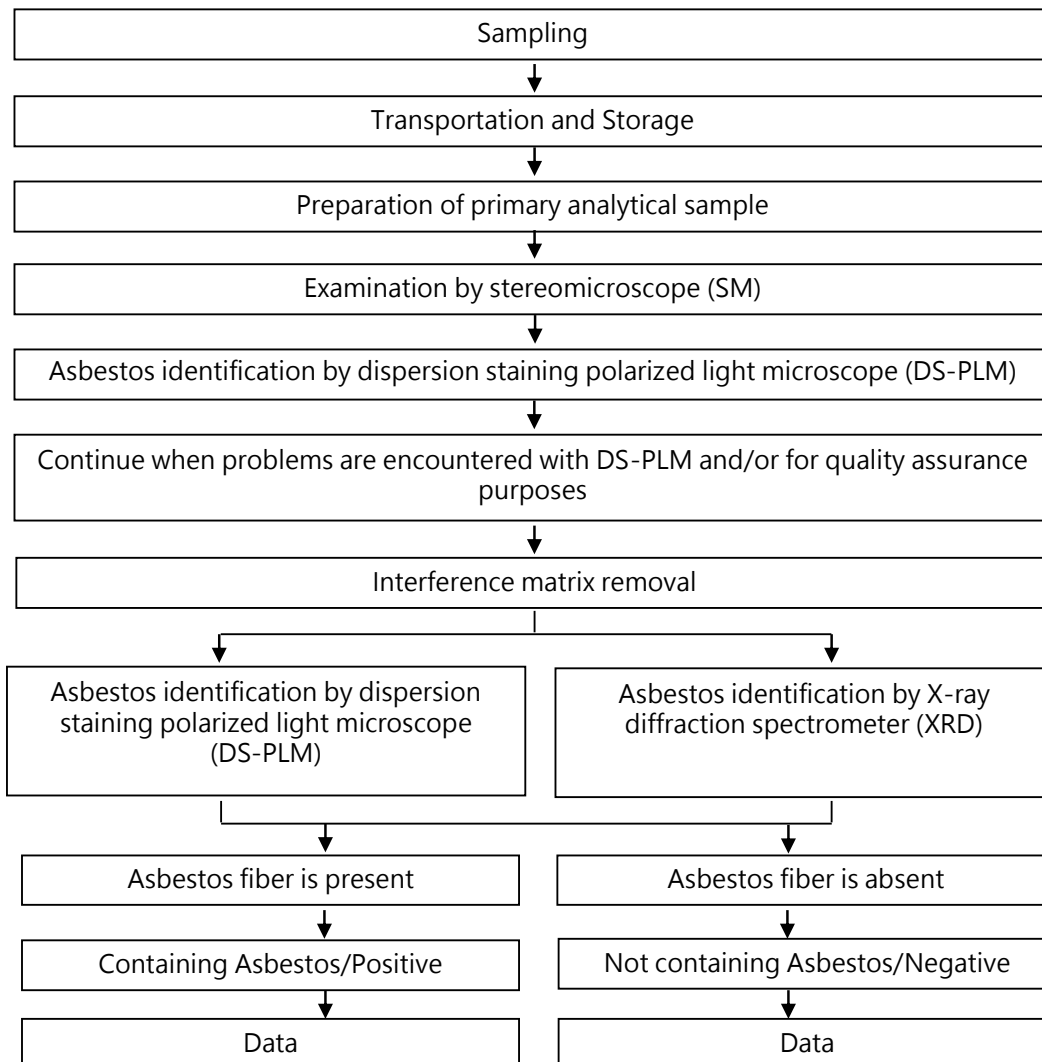 Sampling
Transportation and Storage
Preparation of primary analytical sample
Examination by stereomicroscope (SM)
Asbestos identification by dispersion staining polarized light microscope (DS-PLM)
Continue when problems are encountered with DS-PLM and/or for quality assurance
purposes
Interference matrix removal
Asbestos identification by dispersion
staining polarized light microscope
(DS-PLM)
Asbestos identification by X-ray
diffraction spectrometer (XRD)
Asbestos fiber is present
Asbestos fiber is absent
Containing Asbestos/Positive
Not containing Asbestos/Negative
Data
Data